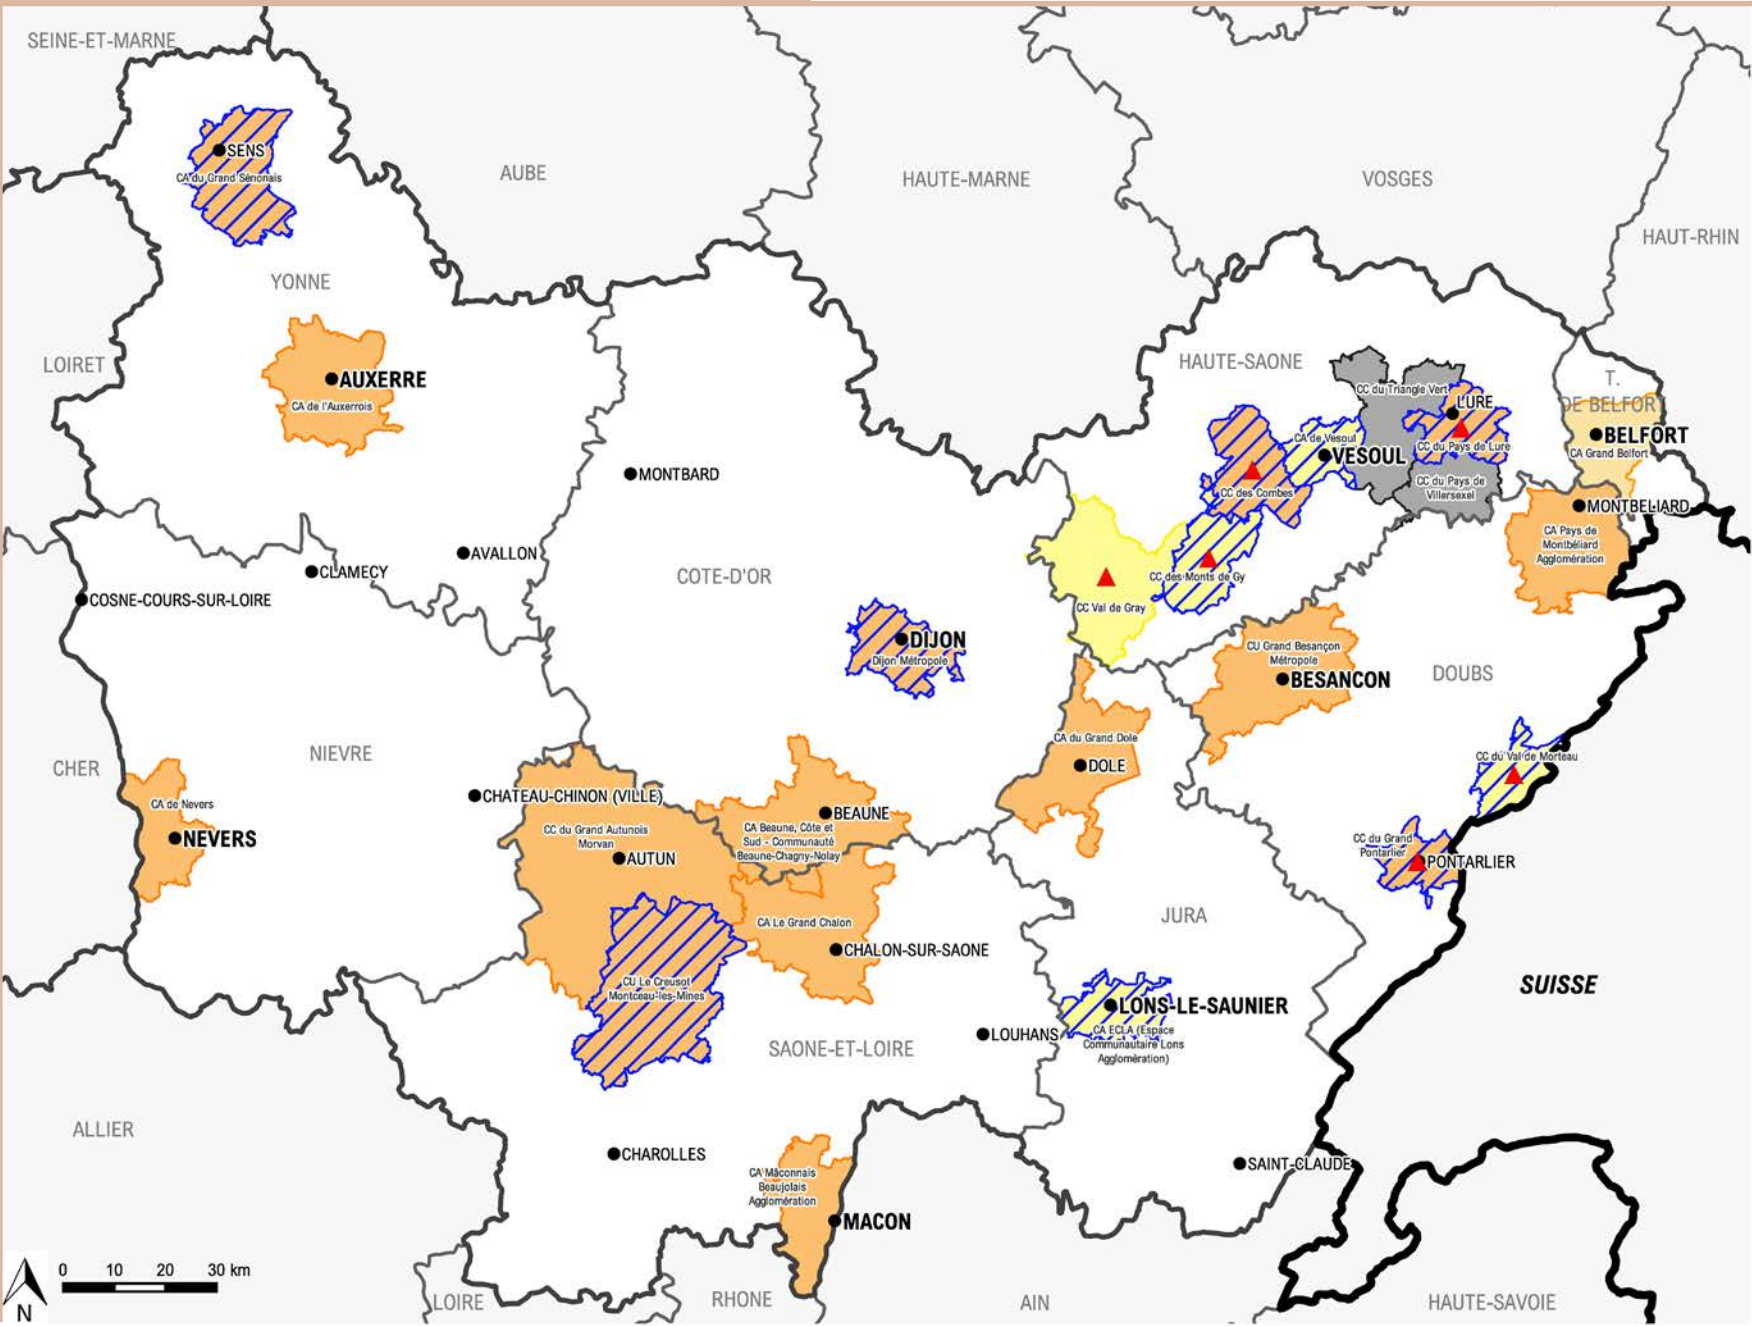 SEINE-ET-MARNE
AUBE
HAUTE-MARNE
VOSGES
HAUT-RHIN
SENS
CA du Grand Sénonais
YONNE
LOIRET
AUXERRE
CA de l'Auxerrois
HAUTE-SAONE
CC du Triangle Vert
LURE
CC du Pays de Lure
T.
DE BELFORT
BELFORT
CA Grand Belfort
CA de Vesoul
VESOUL
CC des Combes
CC du Pays de
Villersexel
MONTBELIARD
CA Pays de
Montbéliard
Agglomération
MONTBARD
AVALLON
CLAMECY
COSNE-COURS-SUR-LOIRE
COTE-D'OR
CC des Monts de Gy
CC Val de Gray
DIJON
Dijon Métropole
CU Grand Besançon
Métropole
BESANCON
DOUBS
CA du Grand Dole
DOLE
CC du Val de Morteau
CHER
NIEVRE
CA de Nevers
NEVERS
CHATEAU-CHINON (VILLE)
CC du Grand Autunois
Morvan
AUTUN
BEAUNE
CA Beaune, Côte et
Sud - Communauté
Beaune-Chagny-Nolay
CC du Grand
Pontarlier
PONTARLIER
CA Le Grand Chalon
CHALON-SUR-SAONE
JURA
CU Le Creusot
Montceau-les-Mines
SUISSE
LONS-LE-SAUNIER
CA ECLA (Espace
Communautaire Lons
Agglomération)
LOUHANS
SAONE-ET-LOIRE
ALLIER
CHAROLLES
CA Mâconnais
Beaujolais
Agglomération
MACON
SAINT-CLAUDE
0 10 20 30 km
N
LOIRE
RHONE
AIN
HAUTE-SAVOIE